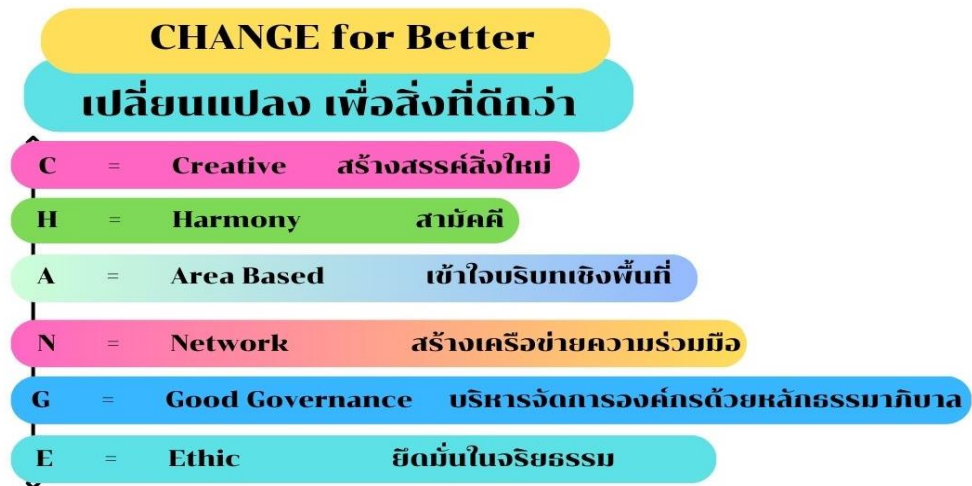 CHANGE for Better
เปลี่ยนแปลง เพื่อสิ่งที่ดีกว่า
C = Creative สร้างสรรค์สิ่งใหม่
H = Harmony สามัคคี
A = Area Based เข้าใจบริบทเชิงพื้นที่
N = Network สร้างเครือข่ายความร่วมมือ
G = Good Governance บริหารจัดการองค์กรด้วยหลักธรรมาภิบาล
E = Ethic ยึดมั่นในจริยธรรม